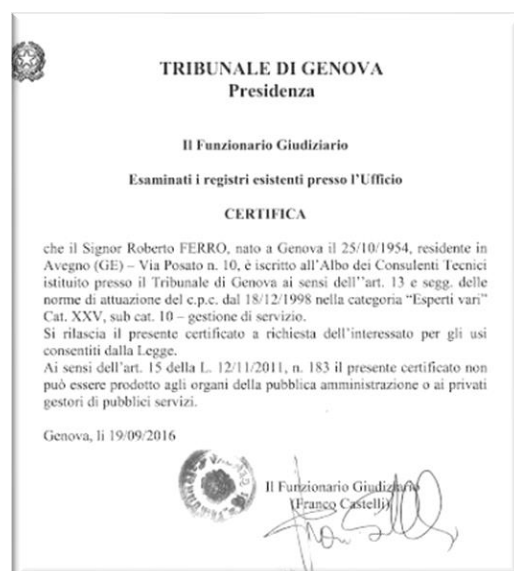 TRIBUNALE DI GENOVA
Presidenza
Il Funzionario Giudiziario
Esaminati i registri esistenti presso l'Ufficio
CERTIFICA
che il Signor Roberto FERRO, nato a Genova il 25/10/1954, residente in
Avegno (GE) – Via Posato n. 10, è iscritto all'Albo dei Consulenti Tecnici
istituito presso il Tribunale di Genova ai sensi dell''art. 13 e segg. delle
norme di attuazione del c.p.c. dal 18/12/1998 nella categoria "Esperti vari"
Cat. XXV, sub cat. 10 – gestione di servizio.
Si rilascia il presente certificato a richiesta dell'interessato per gli usi
consentiti dalla Legge.
Ai sensi dell'art. 15 della L. 12/11/2011, n. 183 il presente certificato non
può essere prodotto agli organi della pubblica amministrazione o ai privati
gestori di pubblici servizi.
Genova, li 19/09/2016
Il Funzionario Giudiziario
(Franco Castelli)